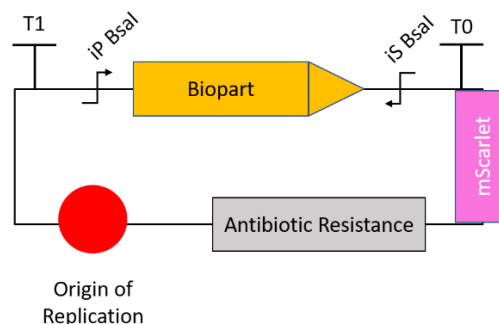 T1
iP BsaI
Biopart
iS BsaI
T0
mScarlet
Antibiotic Resistance
Origin of
Replication